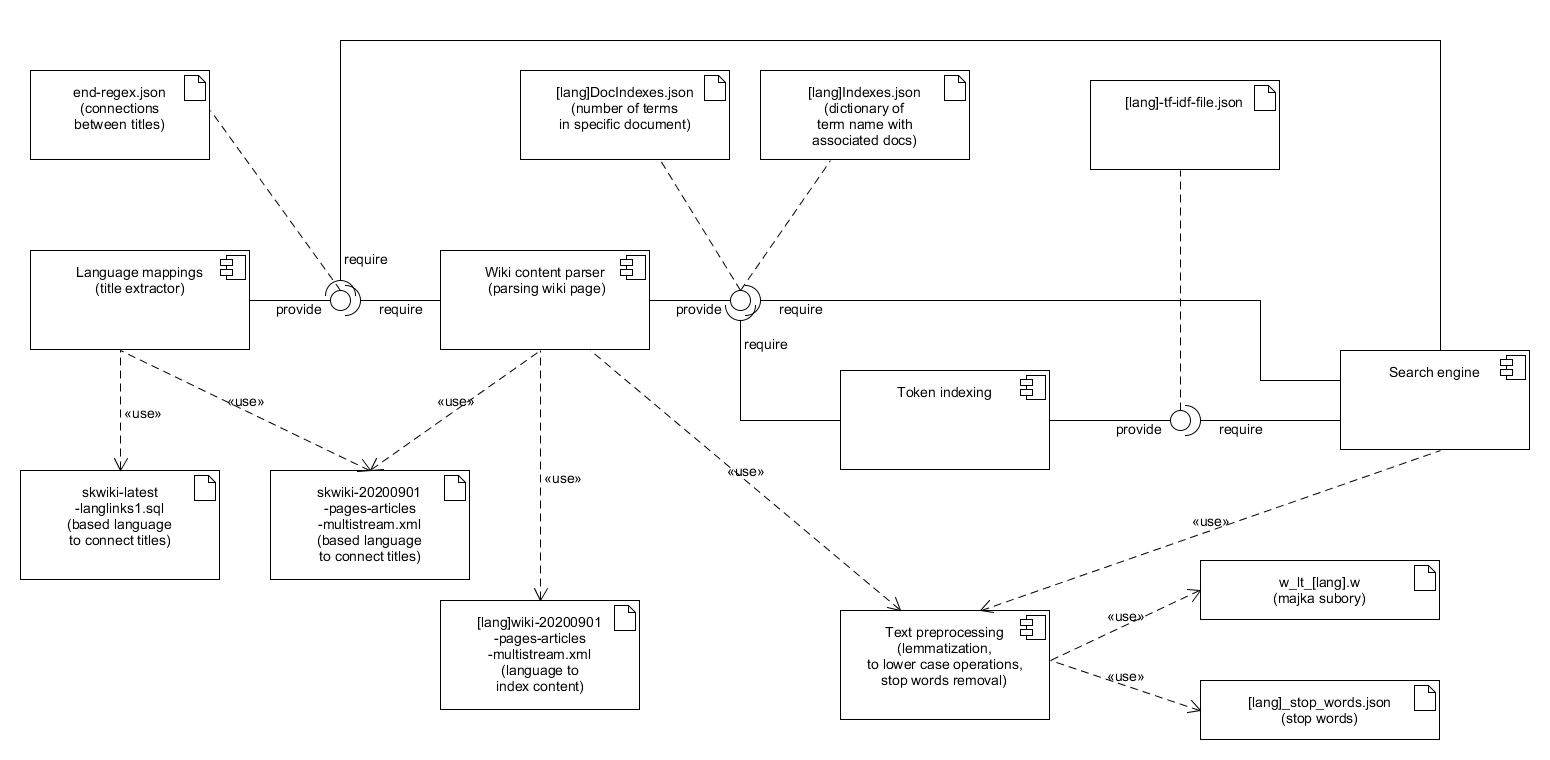 end-regex.json
(connections
between titles)
[lang]DocIndexes.json
(number of terms
in specific document)
[lang]Indexes.json
(dictionary of
term name with
associated docs)
[lang]-tf-idf-file.json
require
Language mappings
(title extractor)
provide
require
Wiki content parser
(parsing wiki page)
provide
require
require
Token indexing
provide
require
Search engine
«use»
«use»
«use»
«use»
«use»
«use»
skwiki-latest
-langlinks1.sql
(based language
to connect titles)
skwiki-20200901
-pages-articles
-multistream.xml
(based language
to connect titles)
[lang]wiki-20200901
-pages-articles
-multistream.xml
(language to
index content)
Text preprocessing
(lemmatization,
to lower case operations,
stop words removal)
«use»
«use»
w_lt_[lang].w
(majka subory)
[lang]_stop_words.json
(stop words)